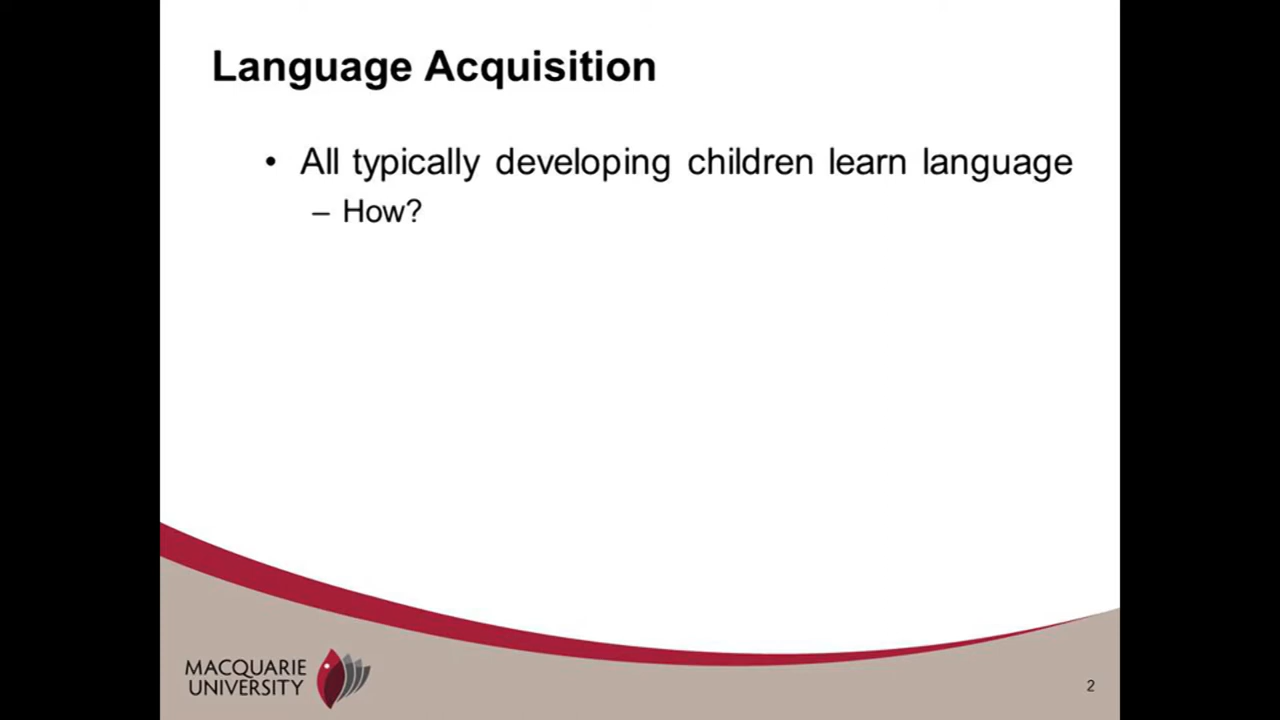 Language Acquisition
• All typically developing children learn language
– How?
MACQUARIE
UNIVERSITY
2